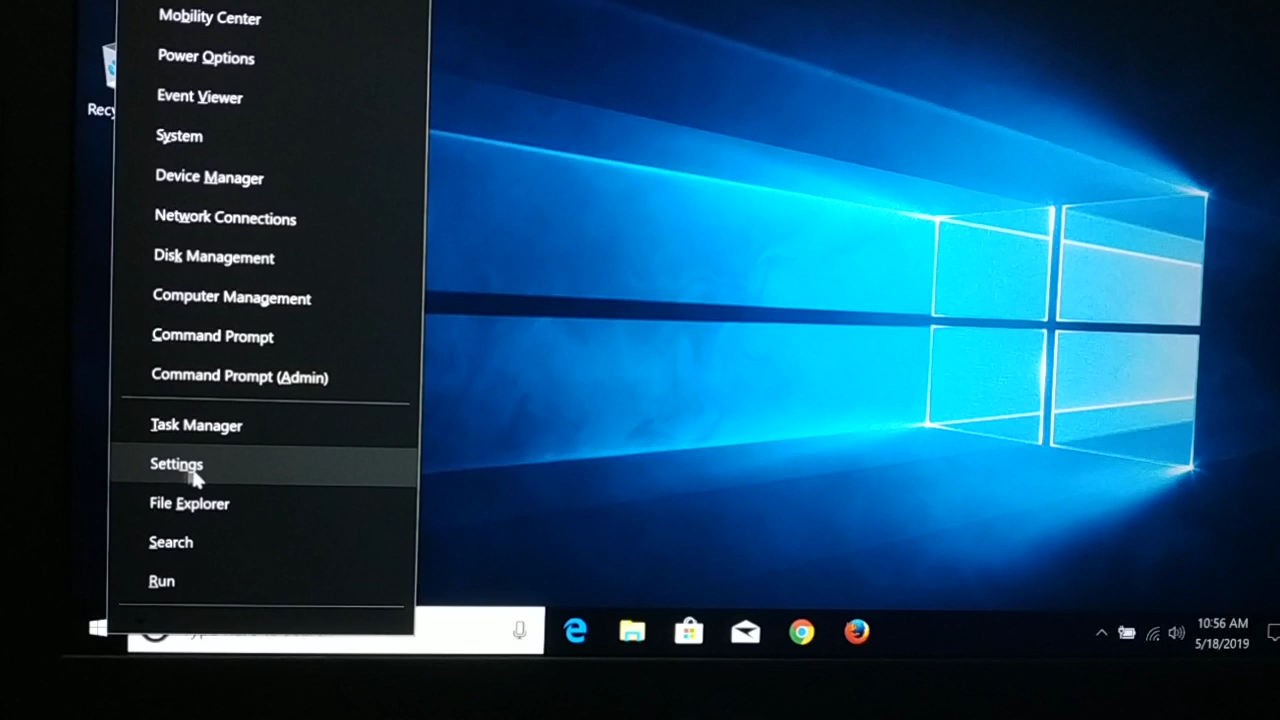 Mobility Center
Power Options
Event Viewer
System
Device Manager
Network Connections
Disk Management
Computer Management
Command Prompt
Command Prompt (Admin)
Task Manager
Settings
File Explorer
Search
Run
Recy
10:56 AM
5/18/2019